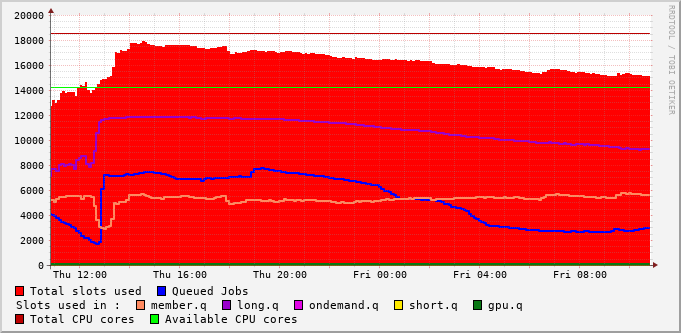 20000
18000
16000
14000
12000
10000
8000
6000
4000
2000
0
Thu 12:00 Thu 16:00 Thu 20:00 Fri 00:00 Fri 04:00 Fri 08:00
RRDTOOL / TOBI OETIKER
Total slots used Queued Jobs
Slots used in : member.q long.q ondemand.q short.q gpu.q
Total CPU cores Available CPU cores